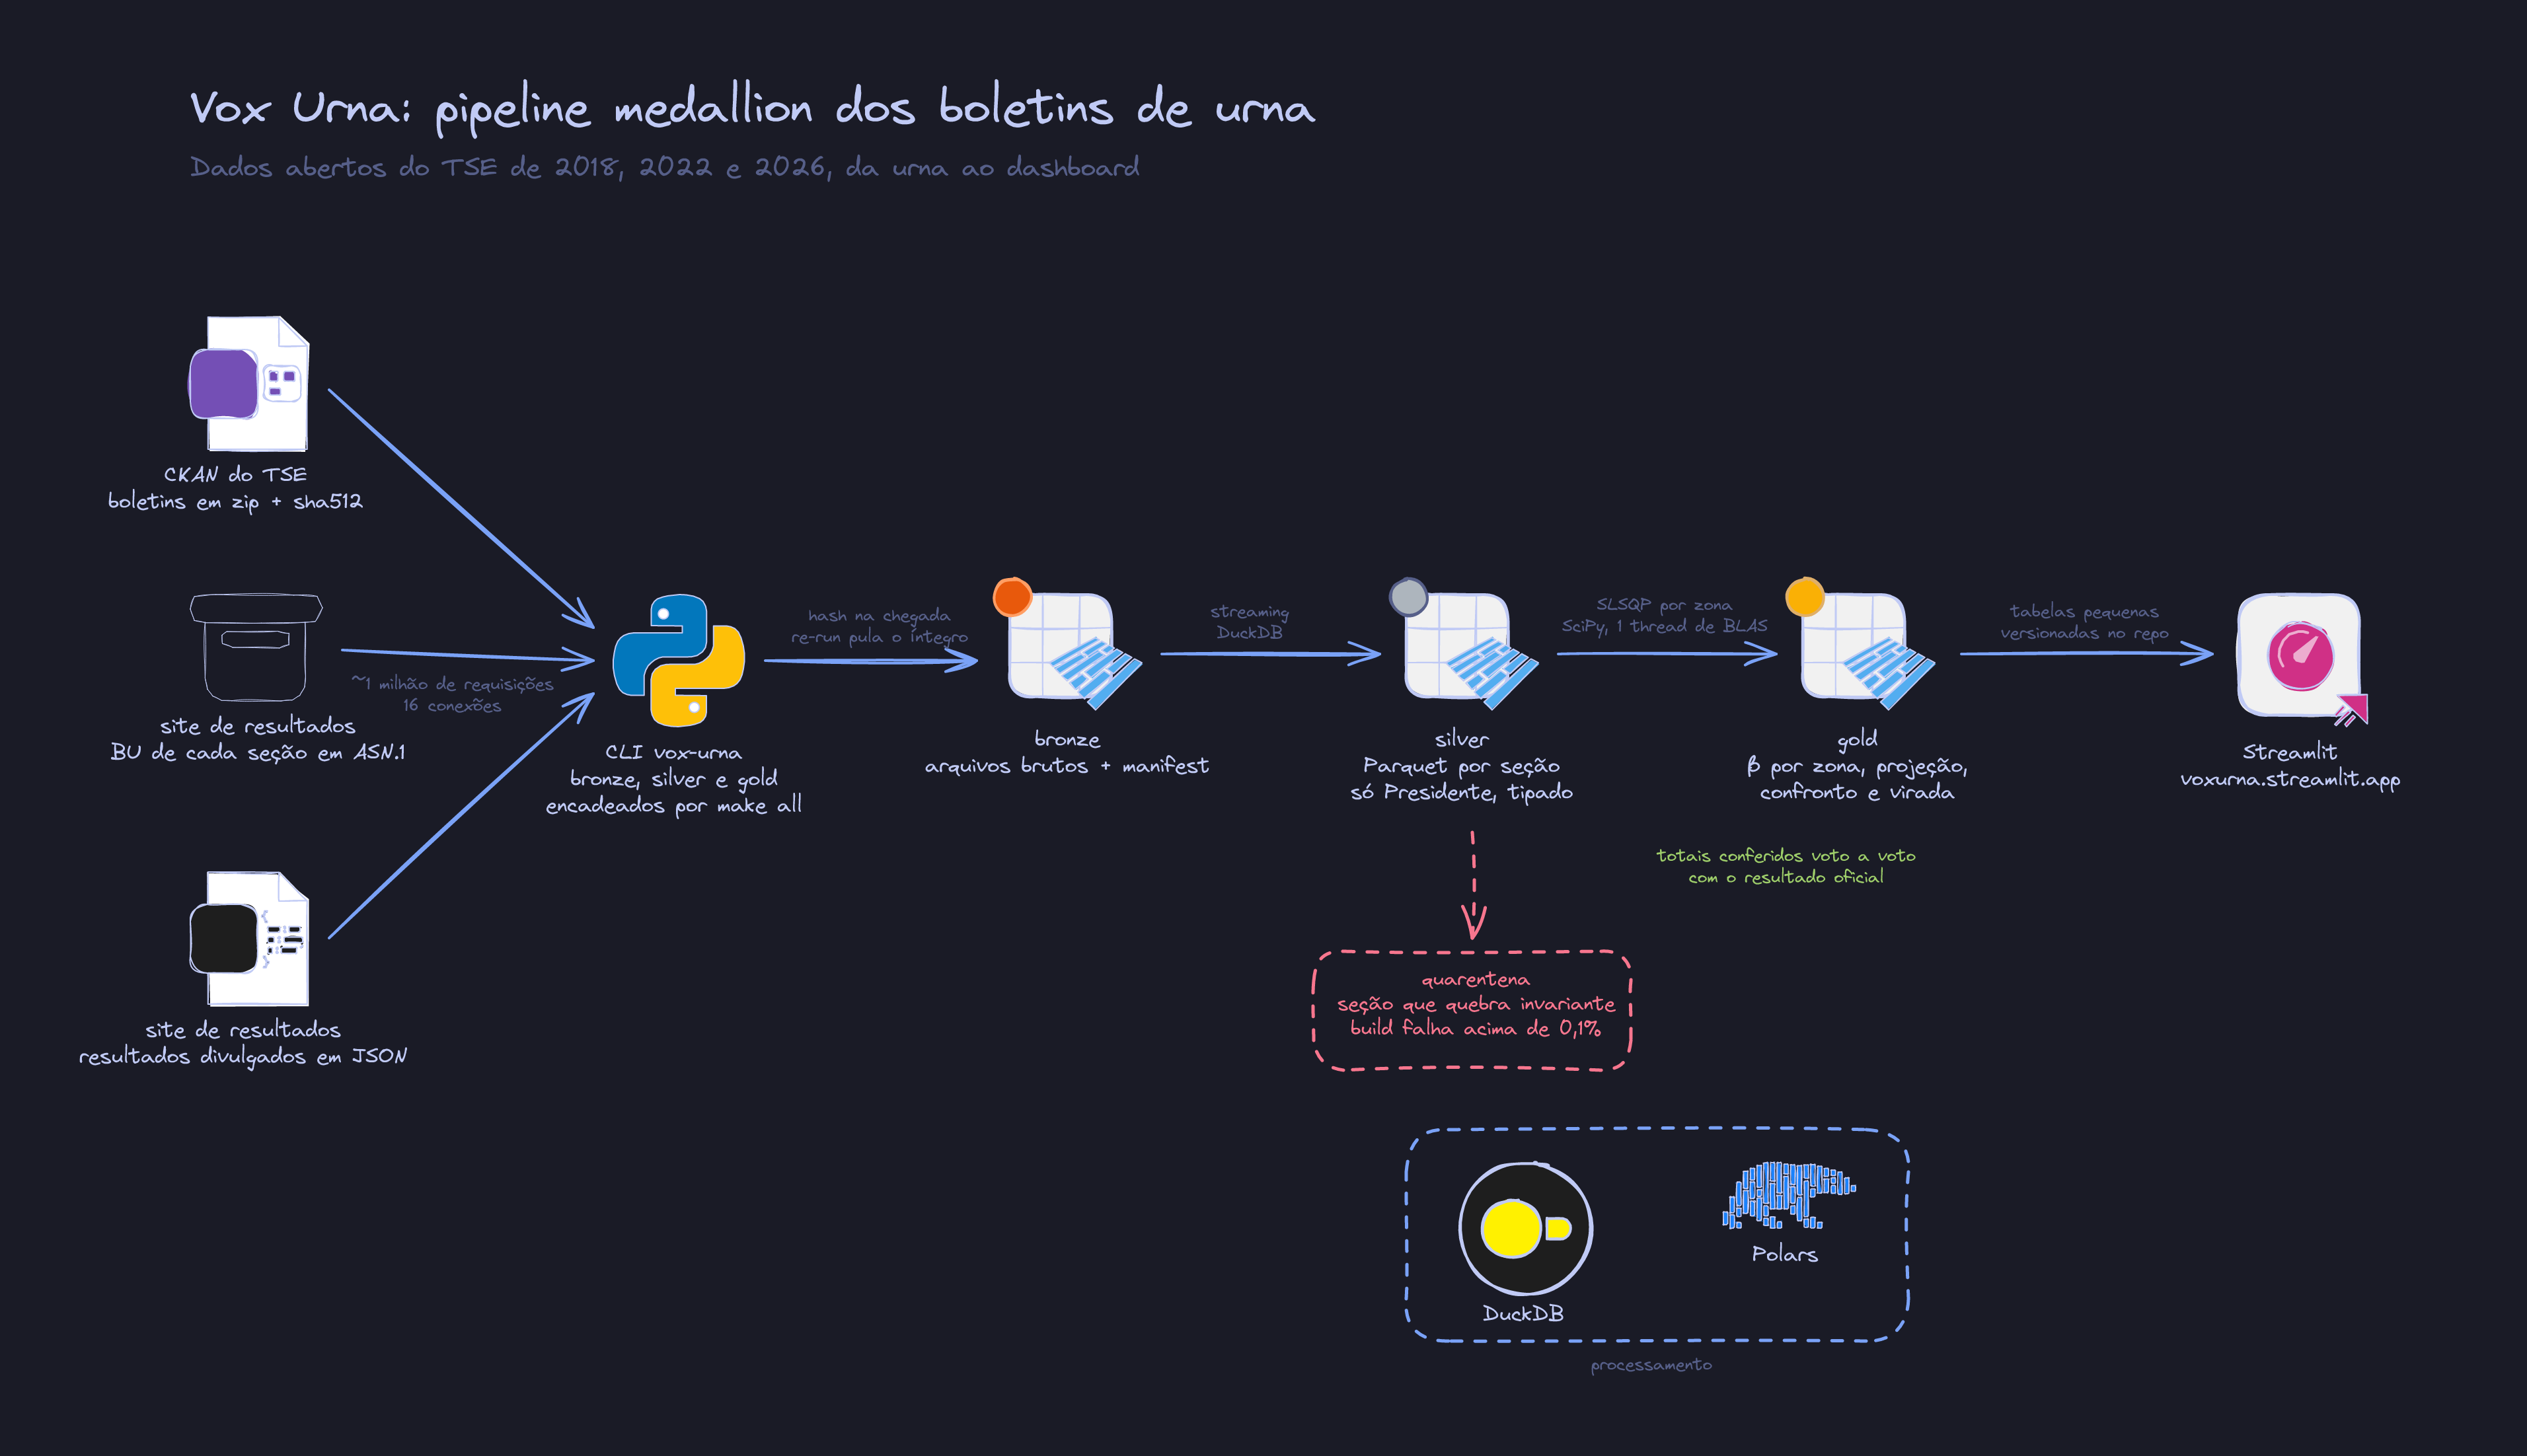 Vox Urna: pipeline medallion dos boletins de urna
Dados abertos do TSE de 2018, 2022 e 2026, da urna ao dashboard
CKAN do TSE
boletins em zip + sha512
site de resultados
BU de cada seção em ASN.1
~1 milhão de requisições
16 conexões
site de resultados
resultados divulgados em JSON
CLI vox-urna
bronze, silver e gold
encadeados por make all
hash na chegada
re-run pula o íntegro
bronze
arquivos brutos + manifest
streaming
DuckDB
silver
Parquet por seção
só Presidente, tipado
SLSQP por zona
SciPy, 1 thread de BLAS
gold
β por zona, projeção,
confronto e virada
totais conferidos voto a voto
com o resultado oficial
tabelas pequenas
versionadas no repo
Streamlit
voxurna.streamlit.app
quarentena
seção que quebra invariante
build falha acima de 0,1%
DuckDB
Polars
processamento